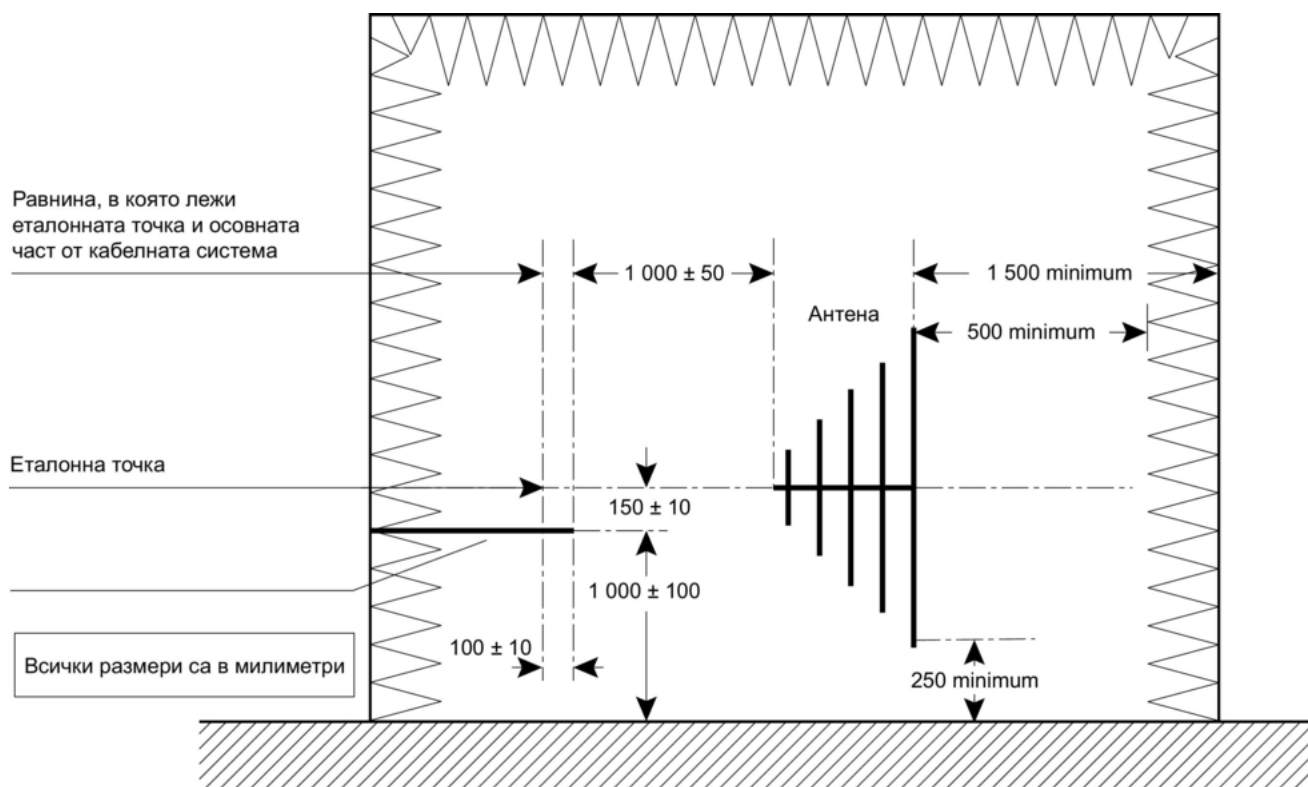 Равнина, в която лежи
еталонната точка и осовната
част от кабелната система
1 000 ± 50
1 500 minimum
Антена
500 minimum
Еталонна точка
150 ± 10
1 000 ± 100
100 ± 10
Всички размери са в милиметри
250 minimum